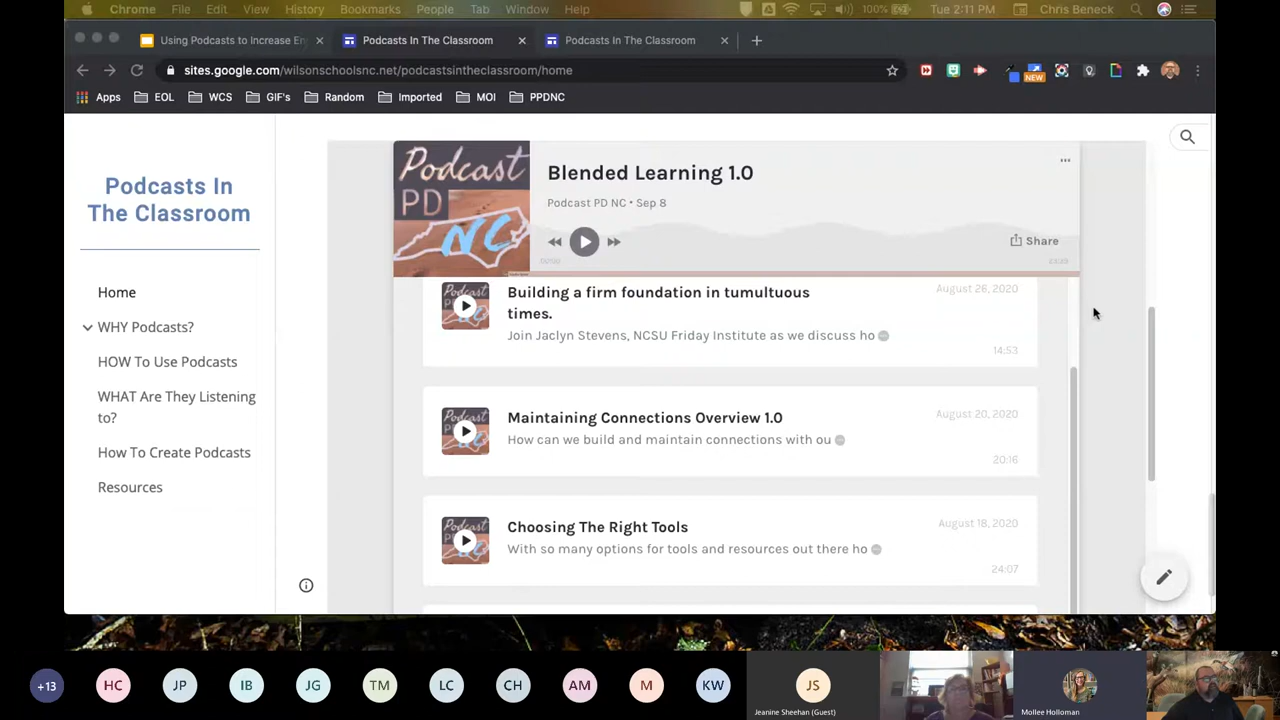 Chrome File Edit View History Bookmarks People Tab Window Help 100% Tue 2:11 PM Chris Beneck
Using Podcasts to Increase En Podcasts In The Classroom Podcasts In The Classroom
sites.google.com/wilsonschoolsnc.net/podcastsintheclassroom/home
NEW
Apps EOL WCS GIF's Random Imported MOI PPDNC
Podcasts In
The Classroom
Home
WHY Podcasts?
HOW To Use Podcasts
WHAT Are They Listening
to?
How To Create Podcasts
Resources
Podcast
PD
NC
Blended Learning 1.0
Podcast PD NC • Sep 8
Share
Building a firm foundation in tumultuous
times.
August 26, 2020
Join Jaclyn Stevens, NCSU Friday Institute as we discuss ho
14:53
Maintaining Connections Overview 1.0
August 20, 2020
How can we build and maintain connections with ou
20:16
Choosing The Right Tools
August 18, 2020
With so many options for tools and resources out there ho
24:07
+13 HC JP IB JG TM LC CH AM M KW JS
Jeanine Sheehan (Guest)
Mollee Holloman